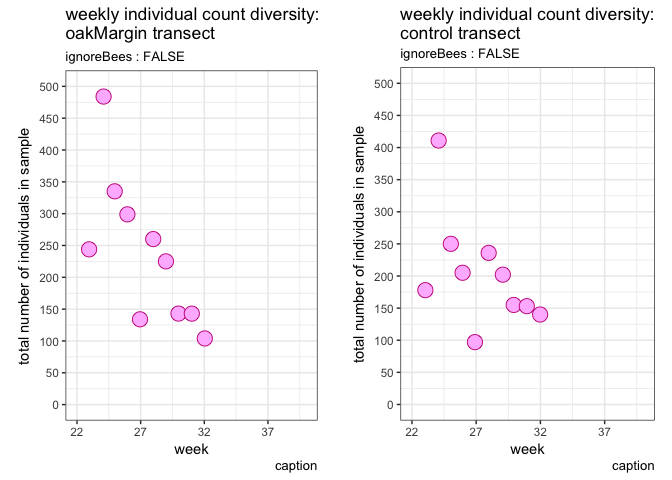 weekly individual count diversity:
oakMargin transect
ignoreBees : FALSE
total number of individuals in sample
500
450
400
350
300
250
200
150
100
50
0
22 27 32 37
week
caption
weekly individual count diversity:
control transect
ignoreBees : FALSE
total number of individuals in sample
500
450
400
350
300
250
200
150
100
50
0
22 27 32 37
week
caption